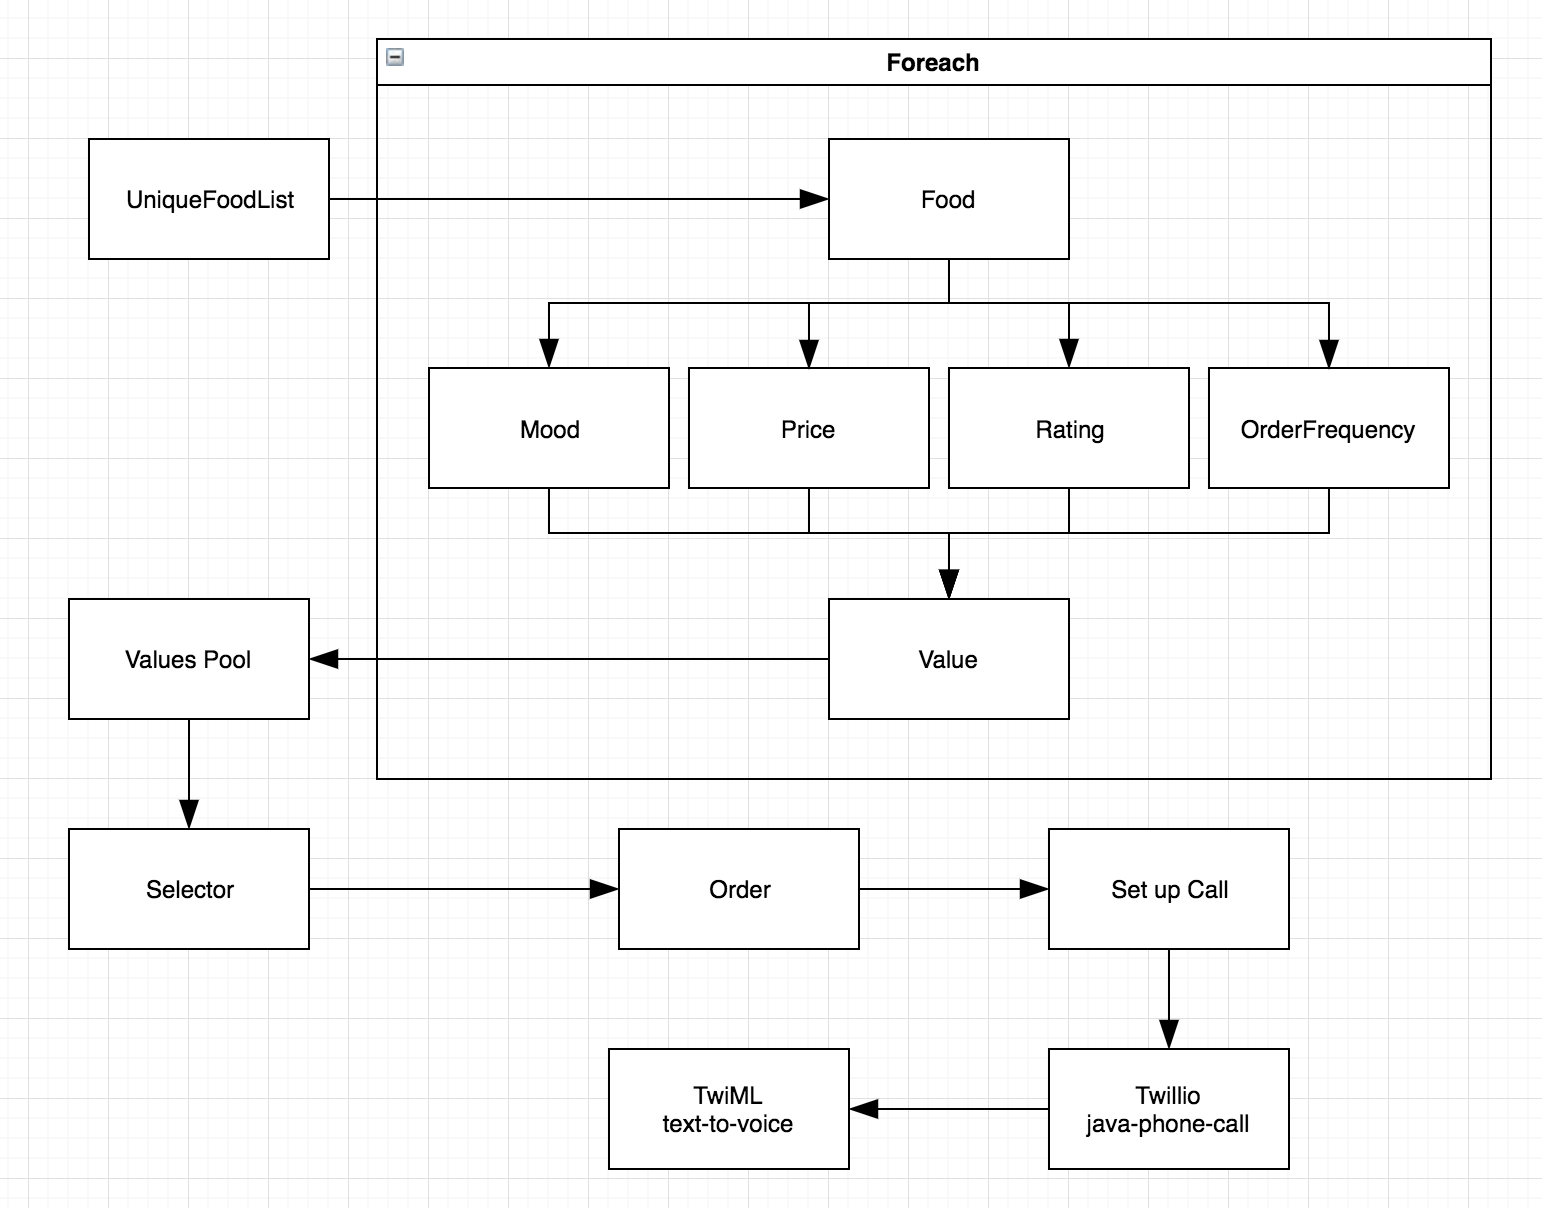 Foreach
UniqueFoodList
Food
Mood
Price
Rating
OrderFrequency
Values Pool
Value
Selector
Order
Set up Call
TwiML
text-to-voice
Twillio
java-phone-call